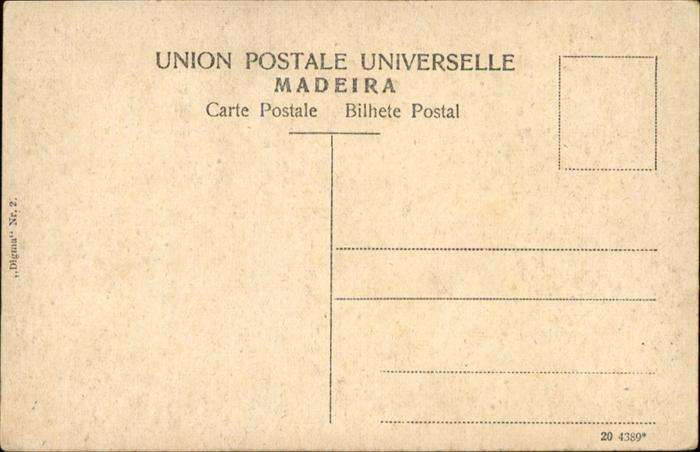 UNION POSTALE UNIVERSELLE
MADEIRA
Carte Postale Bilhete Postal
„Digma“ Nr. 2.
20 4389*